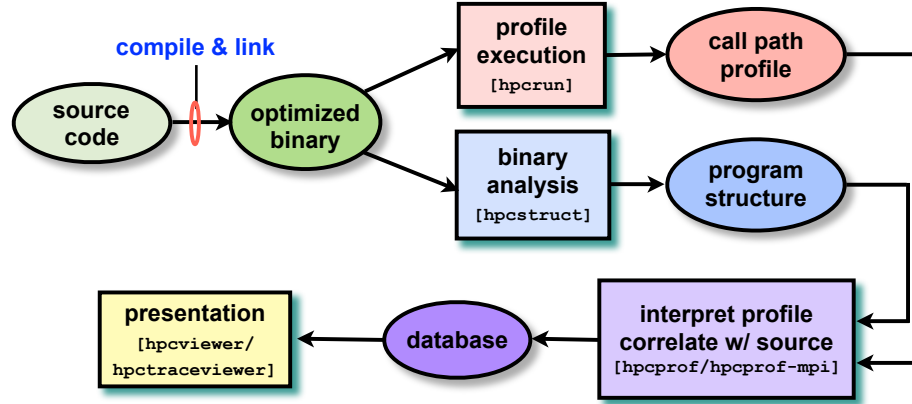 compile & link
source
code
optimized
binary
profile
execution
[hpcrun]
call path
profile
binary
analysis
[hpcstruct]
program
structure
interpret profile
correlate w/ source
[hpcprof/hpcprof-mpi]
database
presentation
[hpcviewer/
hpctraceviewer]